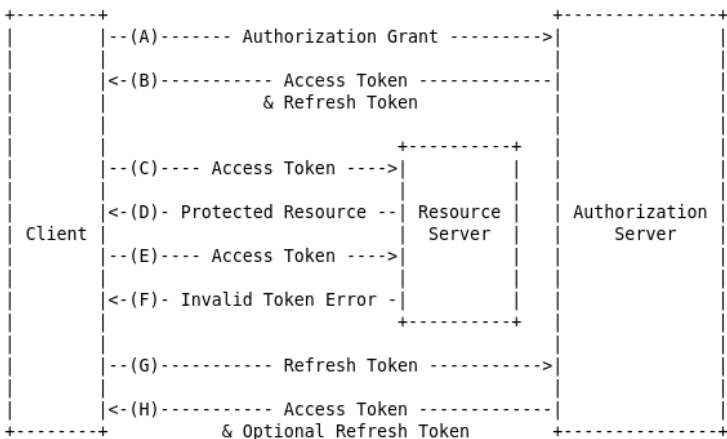 +--------+                                           +---------------+
|        |--(A)------- Authorization Grant --------->|               |
|        |                                           |               |
|        |<-(B)----------- Access Token -------------|               |
|        |               & Refresh Token             |               |
|        |                                           |               |
|        |                            +----------+   |               |
|        |--(C)---- Access Token ---->|          |   |               |
|        |                            |          |   |               |
|        |<-(D)- Protected Resource --| Resource |   | Authorization |
| Client |                            |  Server  |   |     Server    |
|        |--(E)---- Access Token ---->|          |   |               |
|        |                            |          |   |               |
|        |<-(F)- Invalid Token Error -|          |   |               |
|        |                            +----------+   |               |
|        |                                           |               |
|        |--(G)----------- Refresh Token ----------->|               |
|        |                                           |               |
|        |<-(H)----------- Access Token -------------|               |
+--------+           & Optional Refresh Token        +---------------+